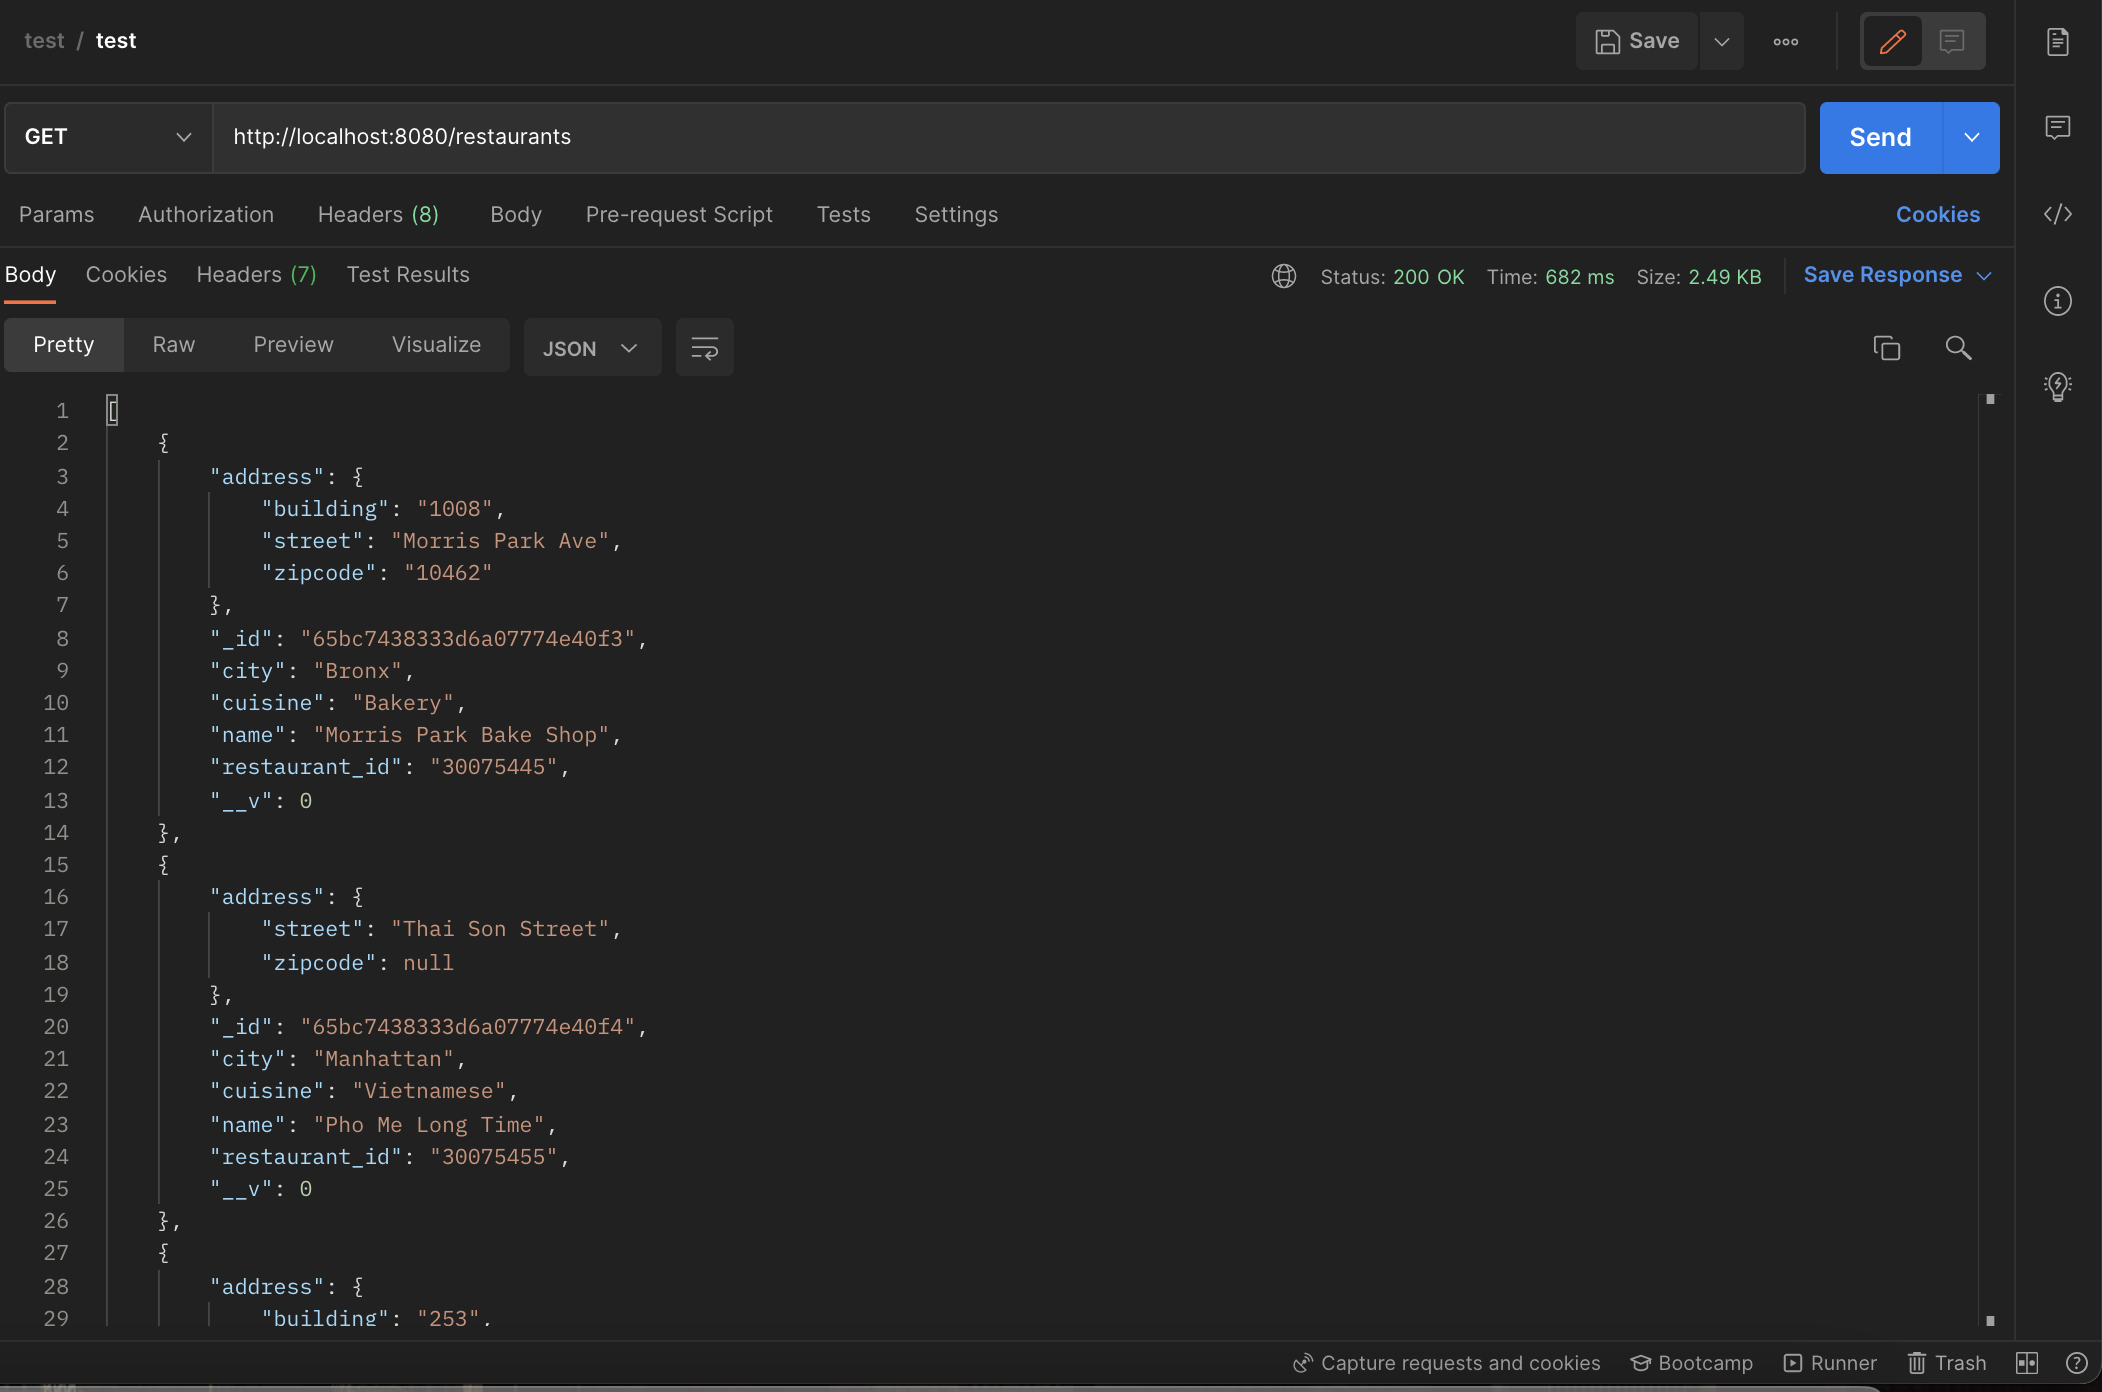 test / test
Save
GET
http://localhost:8080/restaurants
Send
Params Authorization Headers (8) Body Pre-request Script Tests Settings Cookies
Body Cookies Headers (7) Test Results Status: 200 OK Time: 682 ms Size: 2.49 KB Save Response
Pretty Raw Preview Visualize JSON
1 [
2 {
3 "address": {
4 "building": "1008",
5 "street": "Morris Park Ave",
6 "zipcode": "10462"
7 },
8 "_id": "65bc7438333d6a07774e40f3",
9 "city": "Bronx",
10 "cuisine": "Bakery",
11 "name": "Morris Park Bake Shop",
12 "restaurant_id": "30075445",
13 "__v": 0
14 },
15 {
16 "address": {
17 "street": "Thai Son Street",
18 "zipcode": null
19 },
20 "_id": "65bc7438333d6a07774e40f4",
21 "city": "Manhattan",
22 "cuisine": "Vietnamese",
23 "name": "Pho Me Long Time",
24 "restaurant_id": "30075455",
25 "__v": 0
26 },
27 {
28 "address": {
29 "building": "253",
Capture requests and cookies Bootcamp Runner Trash